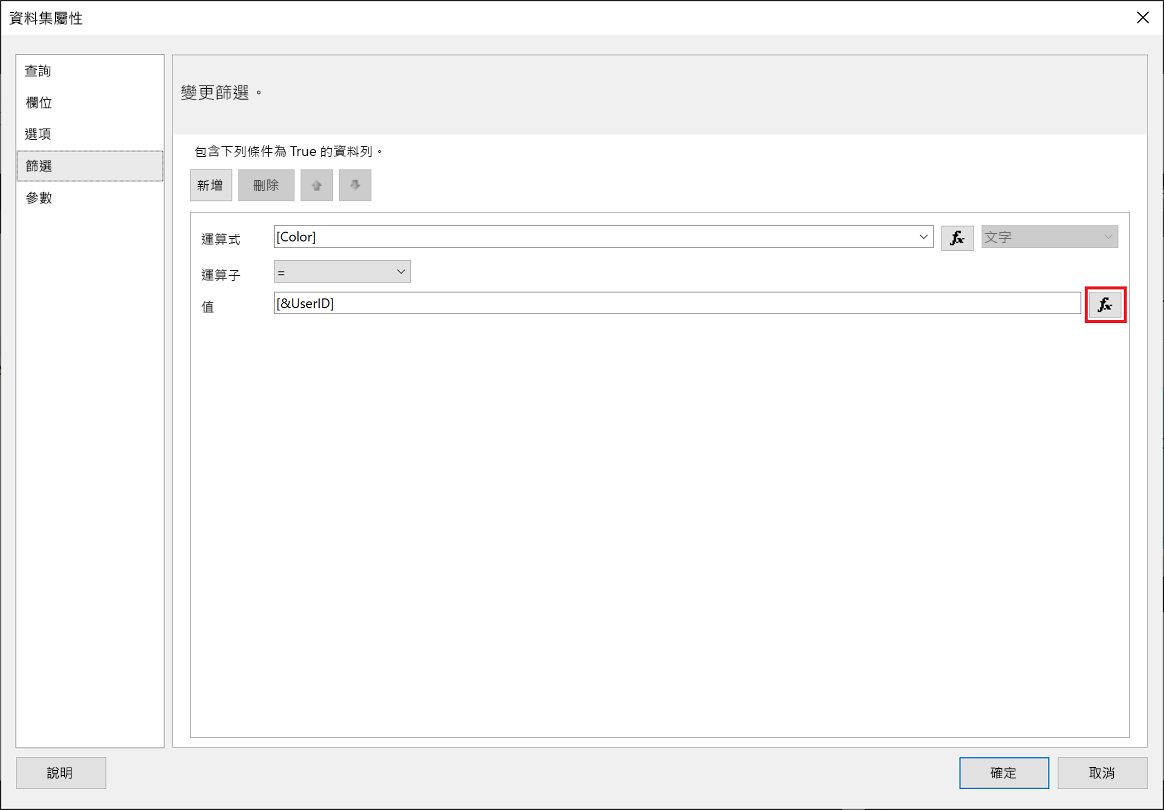 資料集屬性
查詢
欄位
選項
篩選
參數
變更篩選。
包含下列條件為 True 的資料列。
新增 刪除
運算式 [Color] fx 文字
運算子 =
值 [&UserID] fx
說明 確定 取消